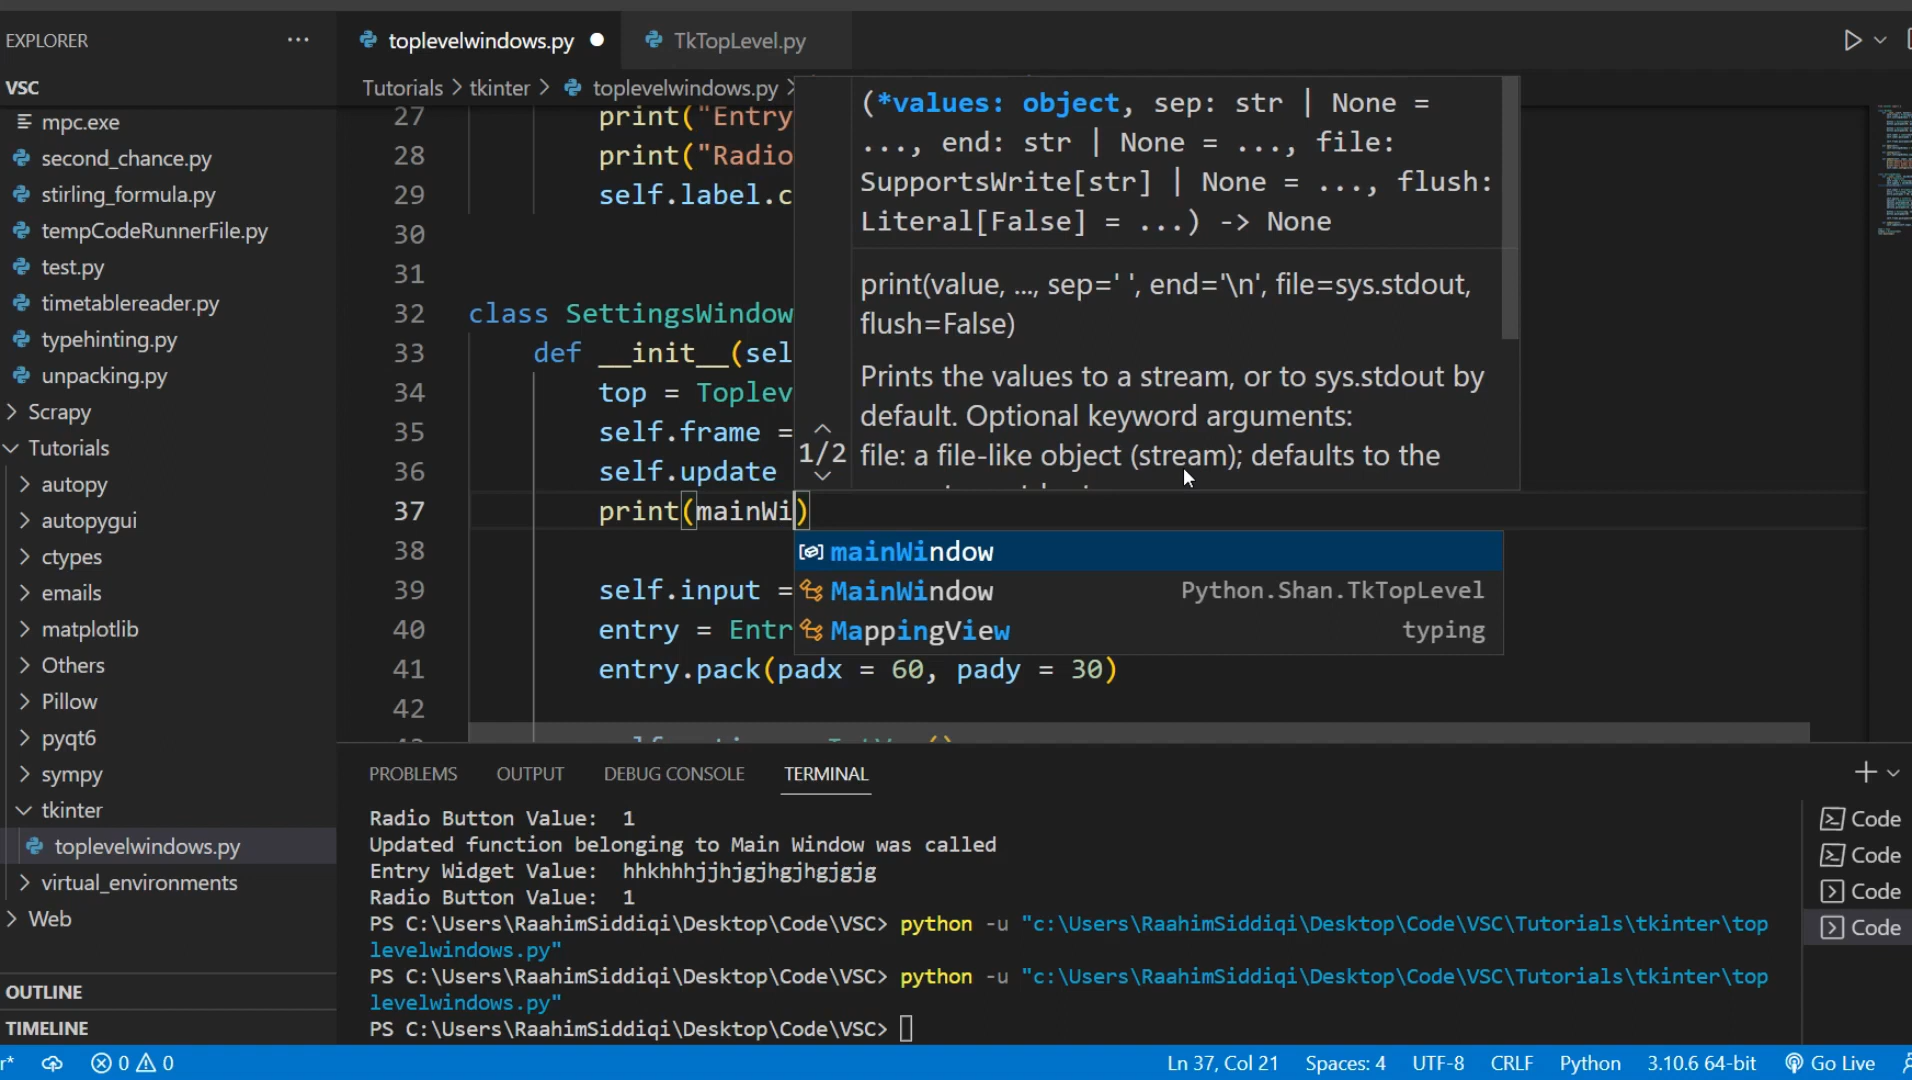 EXPLORER
···
toplevelwindows.py
TkTopLevel.py
VSC
Tutorials > tkinter > toplevelwindows.py >
mpc.exe
second_chance.py
stirling_formula.py
tempCodeRunnerFile.py
test.py
timetablereader.py
typehinting.py
unpacking.py
Scrapy
Tutorials
autopy
autopygui
ctypes
emails
matplotlib
Others
Pillow
pyqt6
sympy
tkinter
toplevelwindows.py
virtual_environments
Web
OUTLINE
TIMELINE
27 print("Entry
28 print("Radio
29 self.label.c
30
31
32 class SettingsWindow
33 def __init__(sel
34 top = Toplev
35 self.frame =
36 self.update
37 print(mainWi)
38
39 self.input =
40 entry = Entr
41 entry.pack(padx = 60, pady = 30)
42
(*values: object, sep: str | None =
..., end: str | None = ..., file:
SupportsWrite[str] | None = ..., flush:
Literal[False] = ...) -> None
print(value, ..., sep=' ', end='\n', file=sys.stdout,
flush=False)
Prints the values to a stream, or to sys.stdout by
default. Optional keyword arguments:
1/2
file: a file-like object (stream); defaults to the
mainWindow
MainWindow Python.Shan.TkTopLevel
MappingView typing
PROBLEMS OUTPUT DEBUG CONSOLE TERMINAL
Radio Button Value:  1
Updated function belonging to Main Window was called
Entry Widget Value:  hhkhhhjjhjgjhgjhgjgjg
Radio Button Value:  1
PS C:\Users\RaahimSiddiqi\Desktop\Code\VSC> python -u "c:\Users\RaahimSiddiqi\Desktop\Code\VSC\Tutorials\tkinter\top
levelwindows.py"
PS C:\Users\RaahimSiddiqi\Desktop\Code\VSC> python -u "c:\Users\RaahimSiddiqi\Desktop\Code\VSC\Tutorials\tkinter\top
levelwindows.py"
PS C:\Users\RaahimSiddiqi\Desktop\Code\VSC>
Code
Code
Code
Code
r* 0 0 Ln 37, Col 21 Spaces: 4 UTF-8 CRLF Python 3.10.6 64-bit Go Live